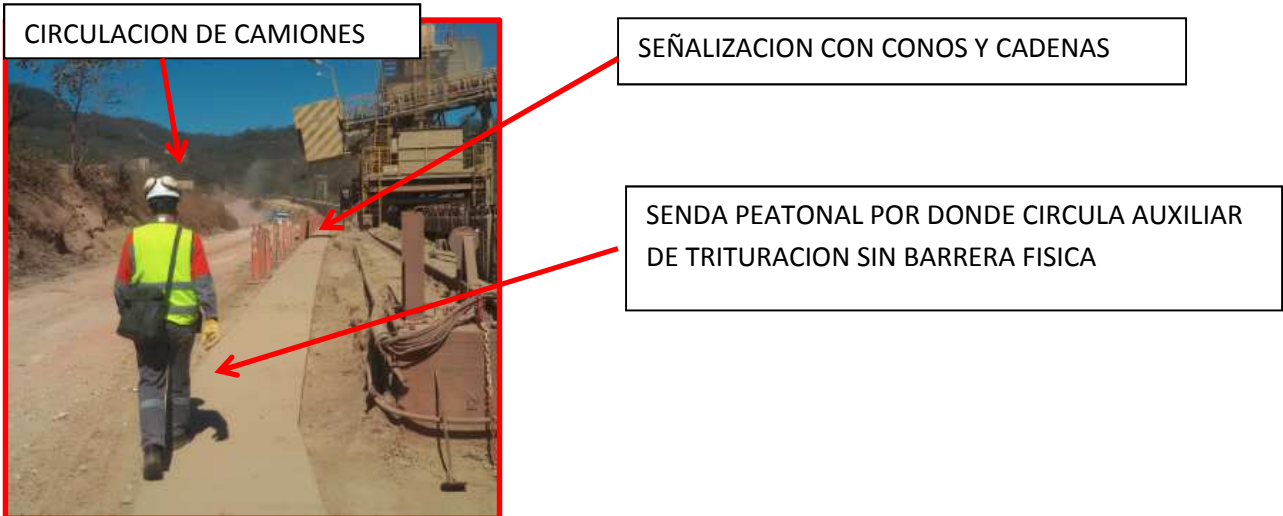 CIRCULACION DE CAMIONES
SEÑALIZACION CON CONOS Y CADENAS
SENDA PEATONAL POR DONDE CIRCULA AUXILIAR
DE TRITURACION SIN BARRERA FISICA